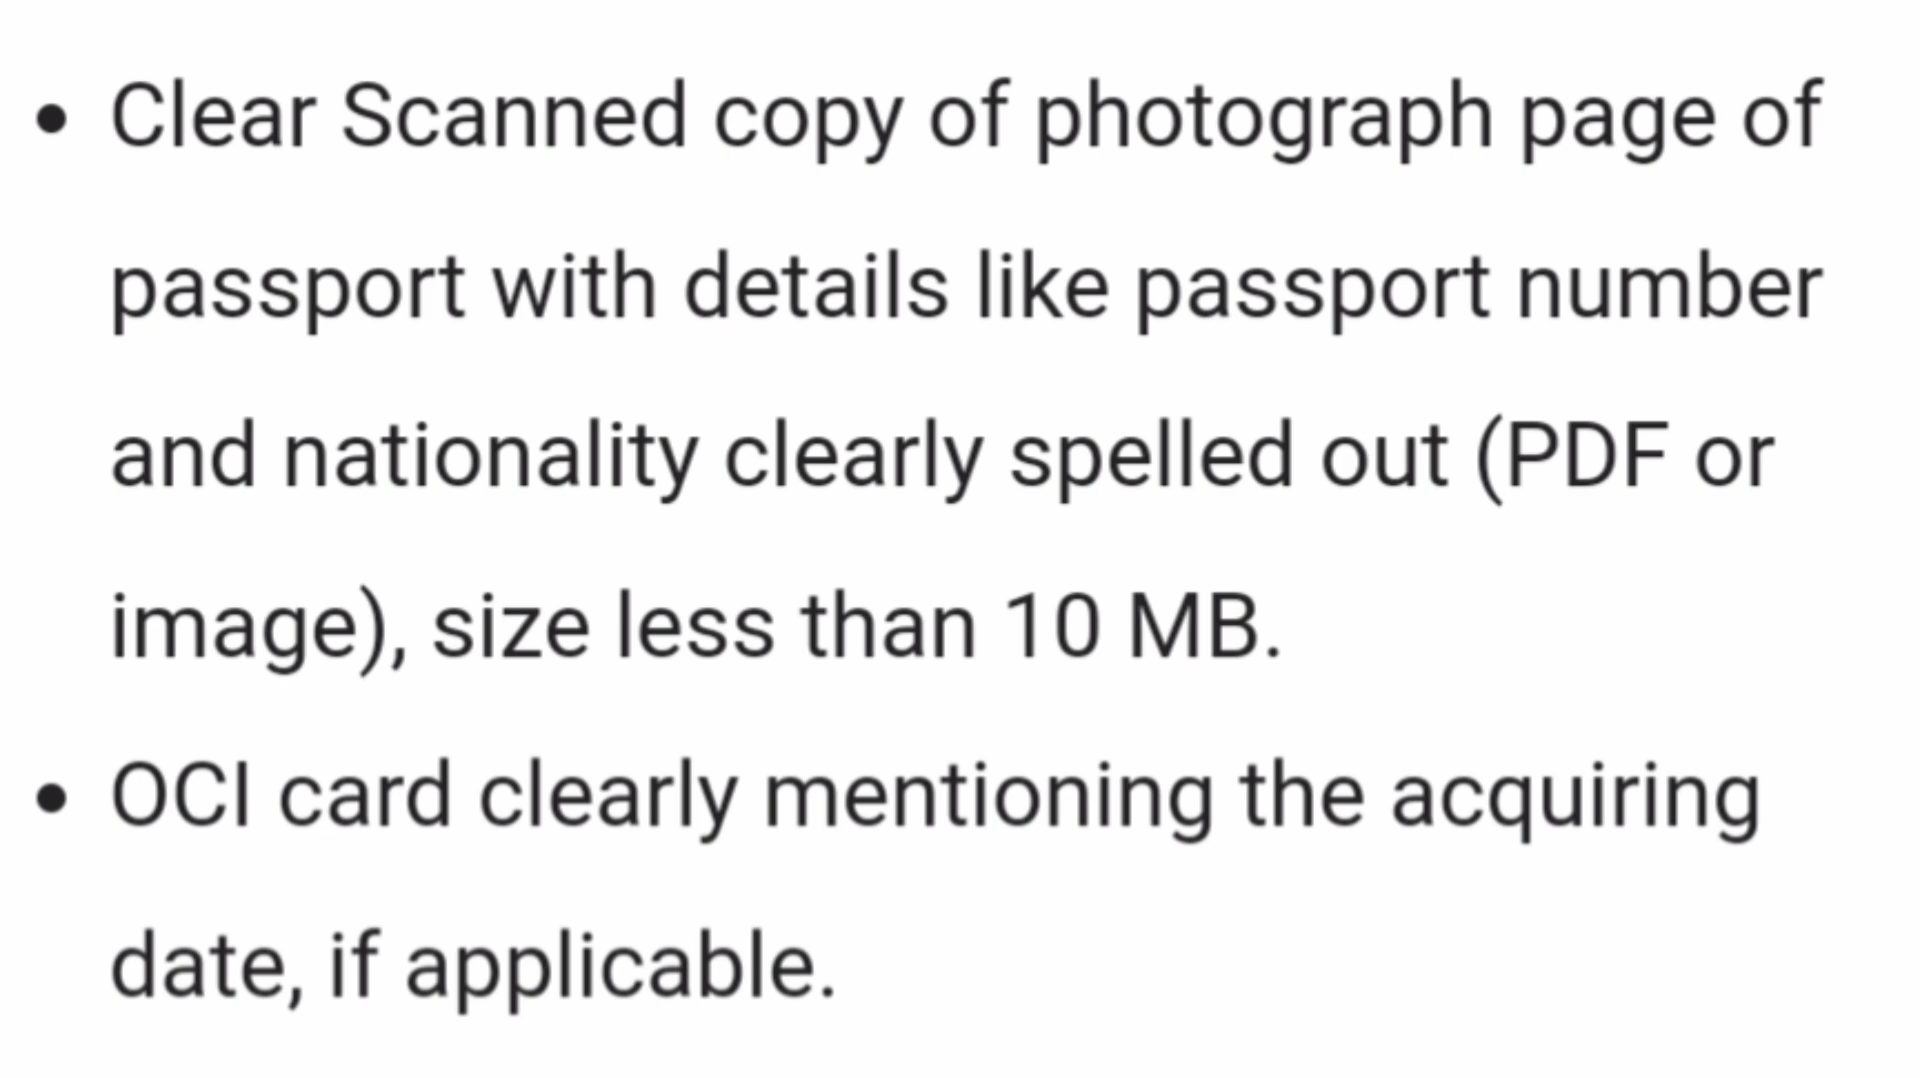 • Clear Scanned copy of photograph page of
passport with details like passport number
and nationality clearly spelled out (PDF or
image), size less than 10 MB.
• OCI card clearly mentioning the acquiring
date, if applicable.